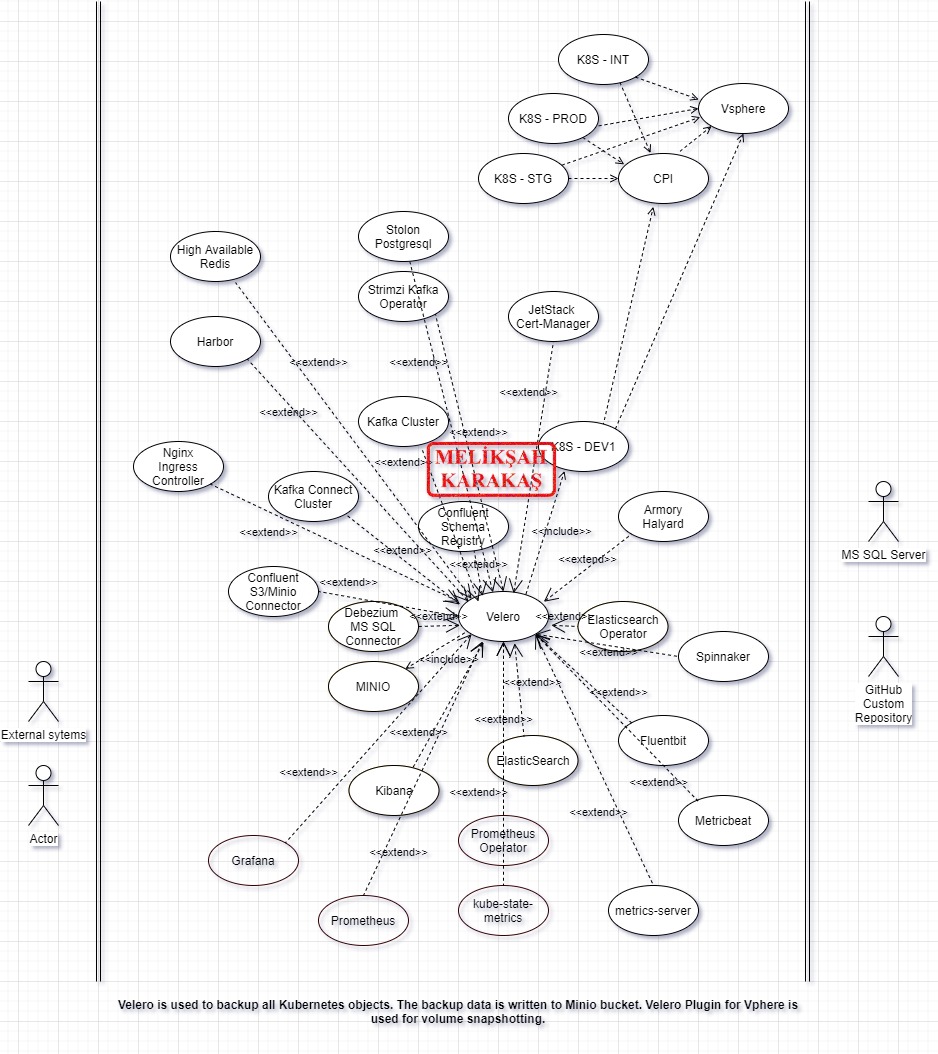 K8S - INT
Vsphere
K8S - PROD
K8S - STG
CPI
Stolon
Postgresql
High Available
Redis
Strimzi Kafka
Operator
JetStack
Cert-Manager
Harbor
<<extend>>
<<extend>>
<<extend>>
<<extend>>
Kafka Cluster
<<extend>>
K8S - DEV1
MELİKŞAH
KARAKAŞ
<<extend>>
Nginx
Ingress
Controller
Kafka Connect
Cluster
Confluent
Schema
Registry
Armory
Halyard
<<extend>>
<<include>>
<<extend>>
<<extend>>
<<extend>>
MS SQL Server
Confluent
S3/Minio
Connector
<<extend>>
Debezium
MS SQL
Connector
<<extend>>
Velero
<<extend>>
Elasticsearch
Operator
<<extend>>
Spinnaker
<<include>>
MINIO
<<extend>>
<<extend>>
GitHub
Custom
Repository
External sytems
<<extend>>
<<extend>>
Fluentbit
ElasticSearch
<<extend>>
<<extend>>
Kibana
<<extend>>
<<extend>>
Metricbeat
Actor
Prometheus
Operator
<<extend>>
Grafana
kube-state-
metrics
metrics-server
Prometheus
Velero is used to backup all Kubernetes objects. The backup data is written to Minio bucket. Velero Plugin for Vphere is
used for volume snapshotting.